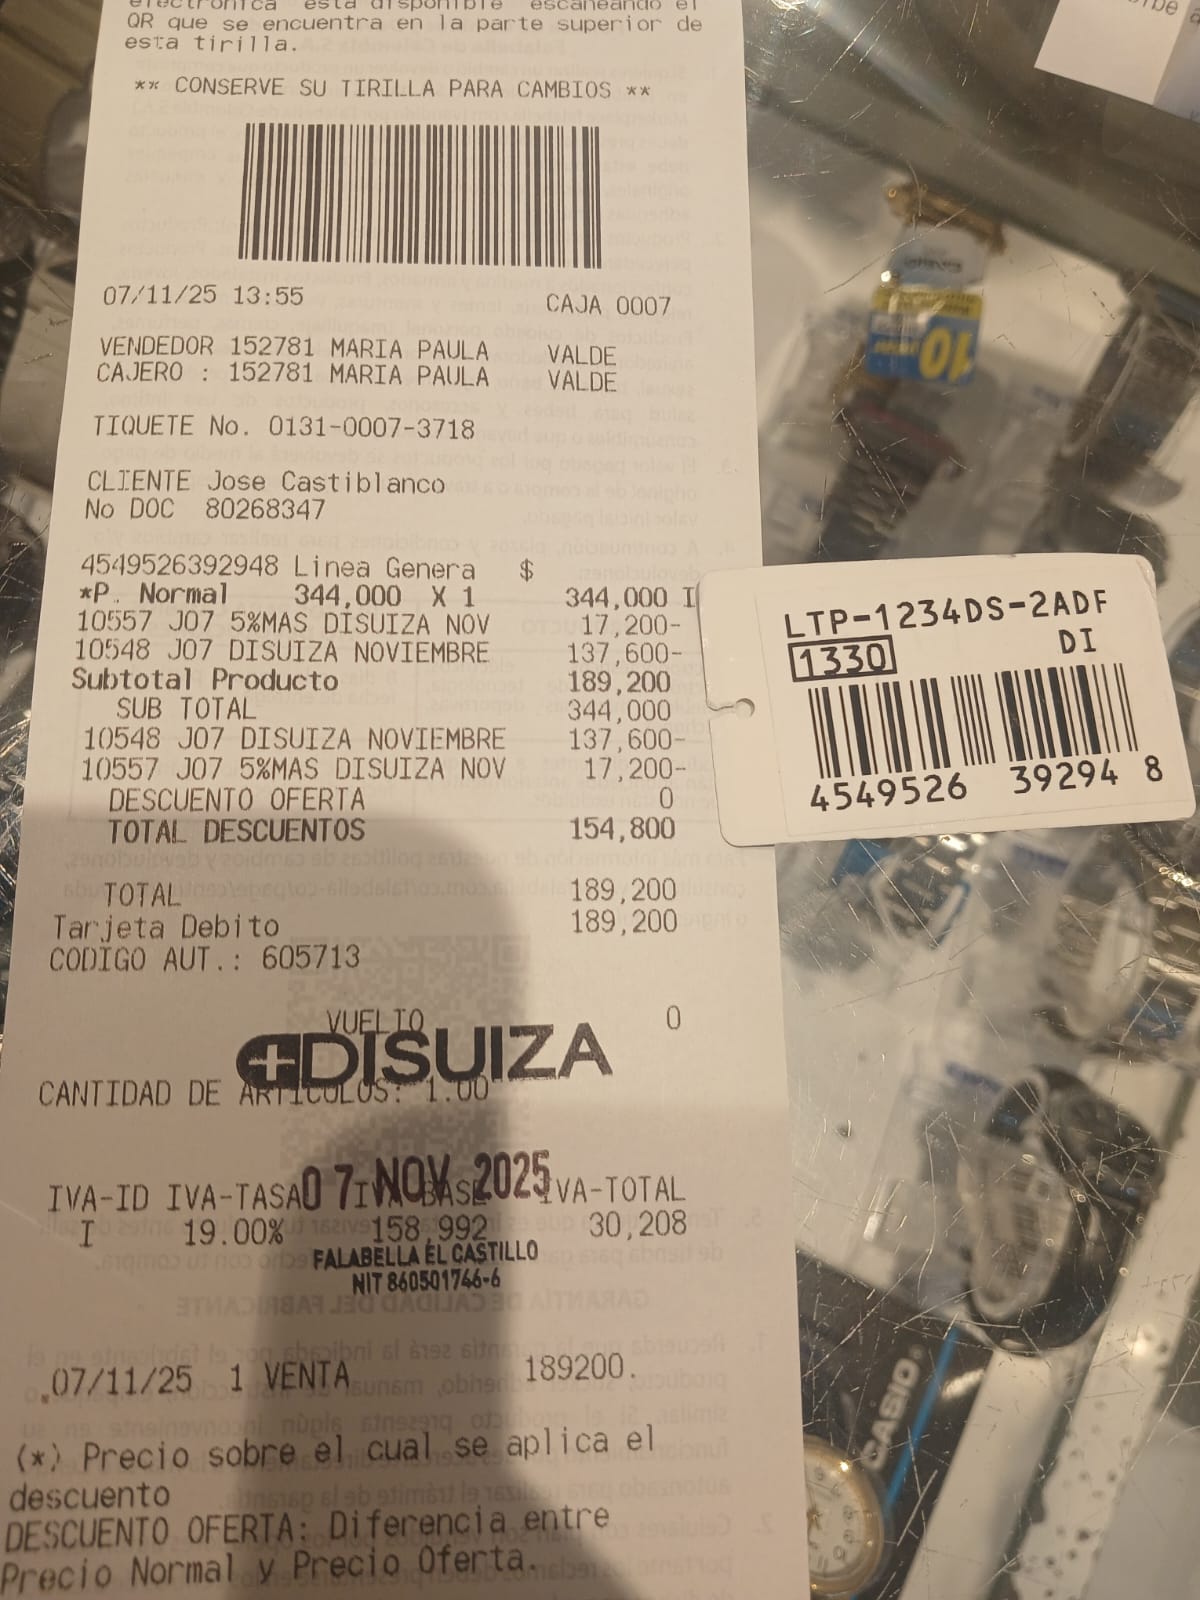 electrónica está disponible escaneando el
QR que se encuentra en la parte superior de
esta tirilla.
** CONSERVE SU TIRILLA PARA CAMBIOS **
07/11/25 13:55 CAJA 0007
VENDEDOR 152781 MARIA PAULA VALDE
CAJERO : 152781 MARIA PAULA VALDE
TIQUETE No. 0131-0007-3718
CLIENTE Jose Castiblanco
No DOC 80268347
4549526392948 Linea Genera $
*P. Normal 344,000 X 1 344,000 I
10557 J07 5%MAS DISUIZA NOV 17,200-
10548 J07 DISUIZA NOVIEMBRE 137,600-
Subtotal Producto 189,200
SUB TOTAL 344,000
10548 J07 DISUIZA NOVIEMBRE 137,600-
10557 J07 5%MAS DISUIZA NOV 17,200-
DESCUENTO OFERTA 0
TOTAL DESCUENTOS 154,800
TOTAL 189,200
Tarjeta Debito 189,200
CODIGO AUT.: 605713
VUELTO 0
DISUIZA
CANTIDAD DE ARTICULOS: 1.00
07 NOV 2025
IVA-ID IVA-TASA IVA-BASE IVA-TOTAL
I 19.00% 158,992 30,208
FALABELLA EL CASTILLO
NIT 860501746-6
07/11/25 1 VENTA 189200.
(*) Precio sobre el cual se aplica el
descuento
DESCUENTO OFERTA: Diferencia entre
Precio Normal y Precio Oferta.
LTP-1234DS-2ADF
1330 DI
4549526 39294 8
10
CASIO